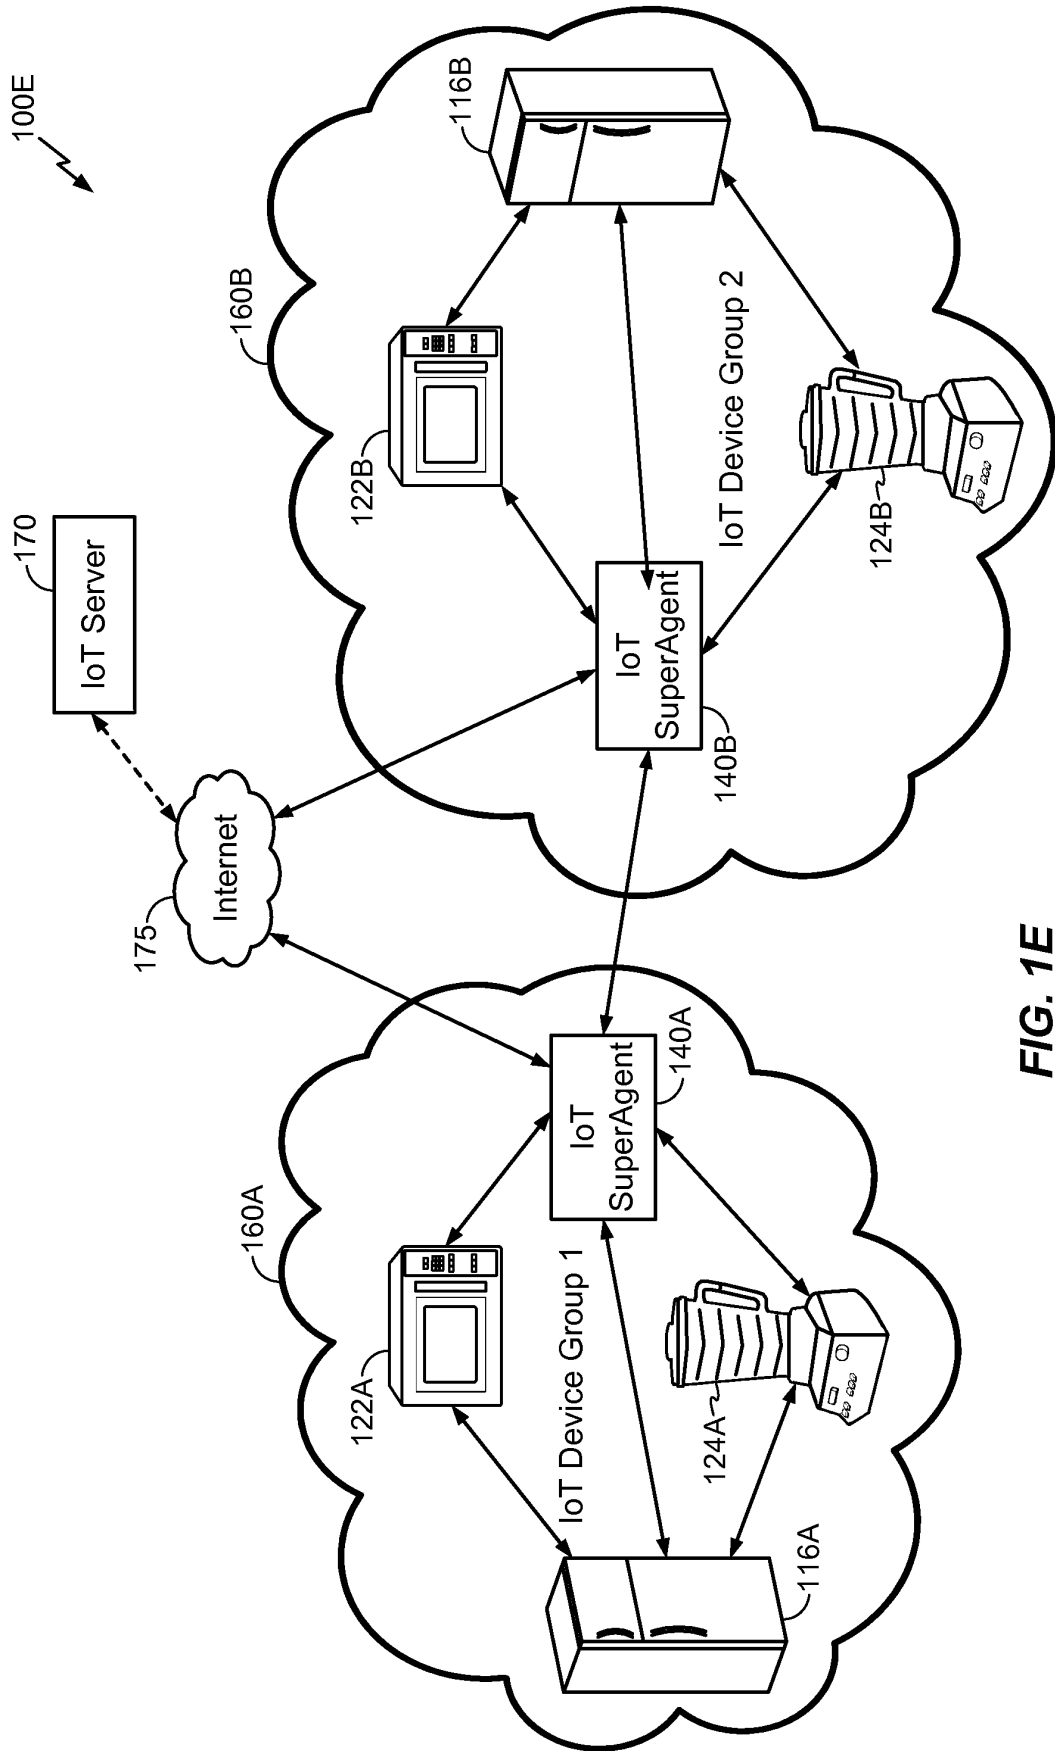 100E
170
IoT Server
175
Internet
160A
160B
122A
122B
116B
IoT
SuperAgent
140A
IoT
SuperAgent
140B
IoT Device Group 1
IoT Device Group 2
116A
124A
124B
FIG. 1E